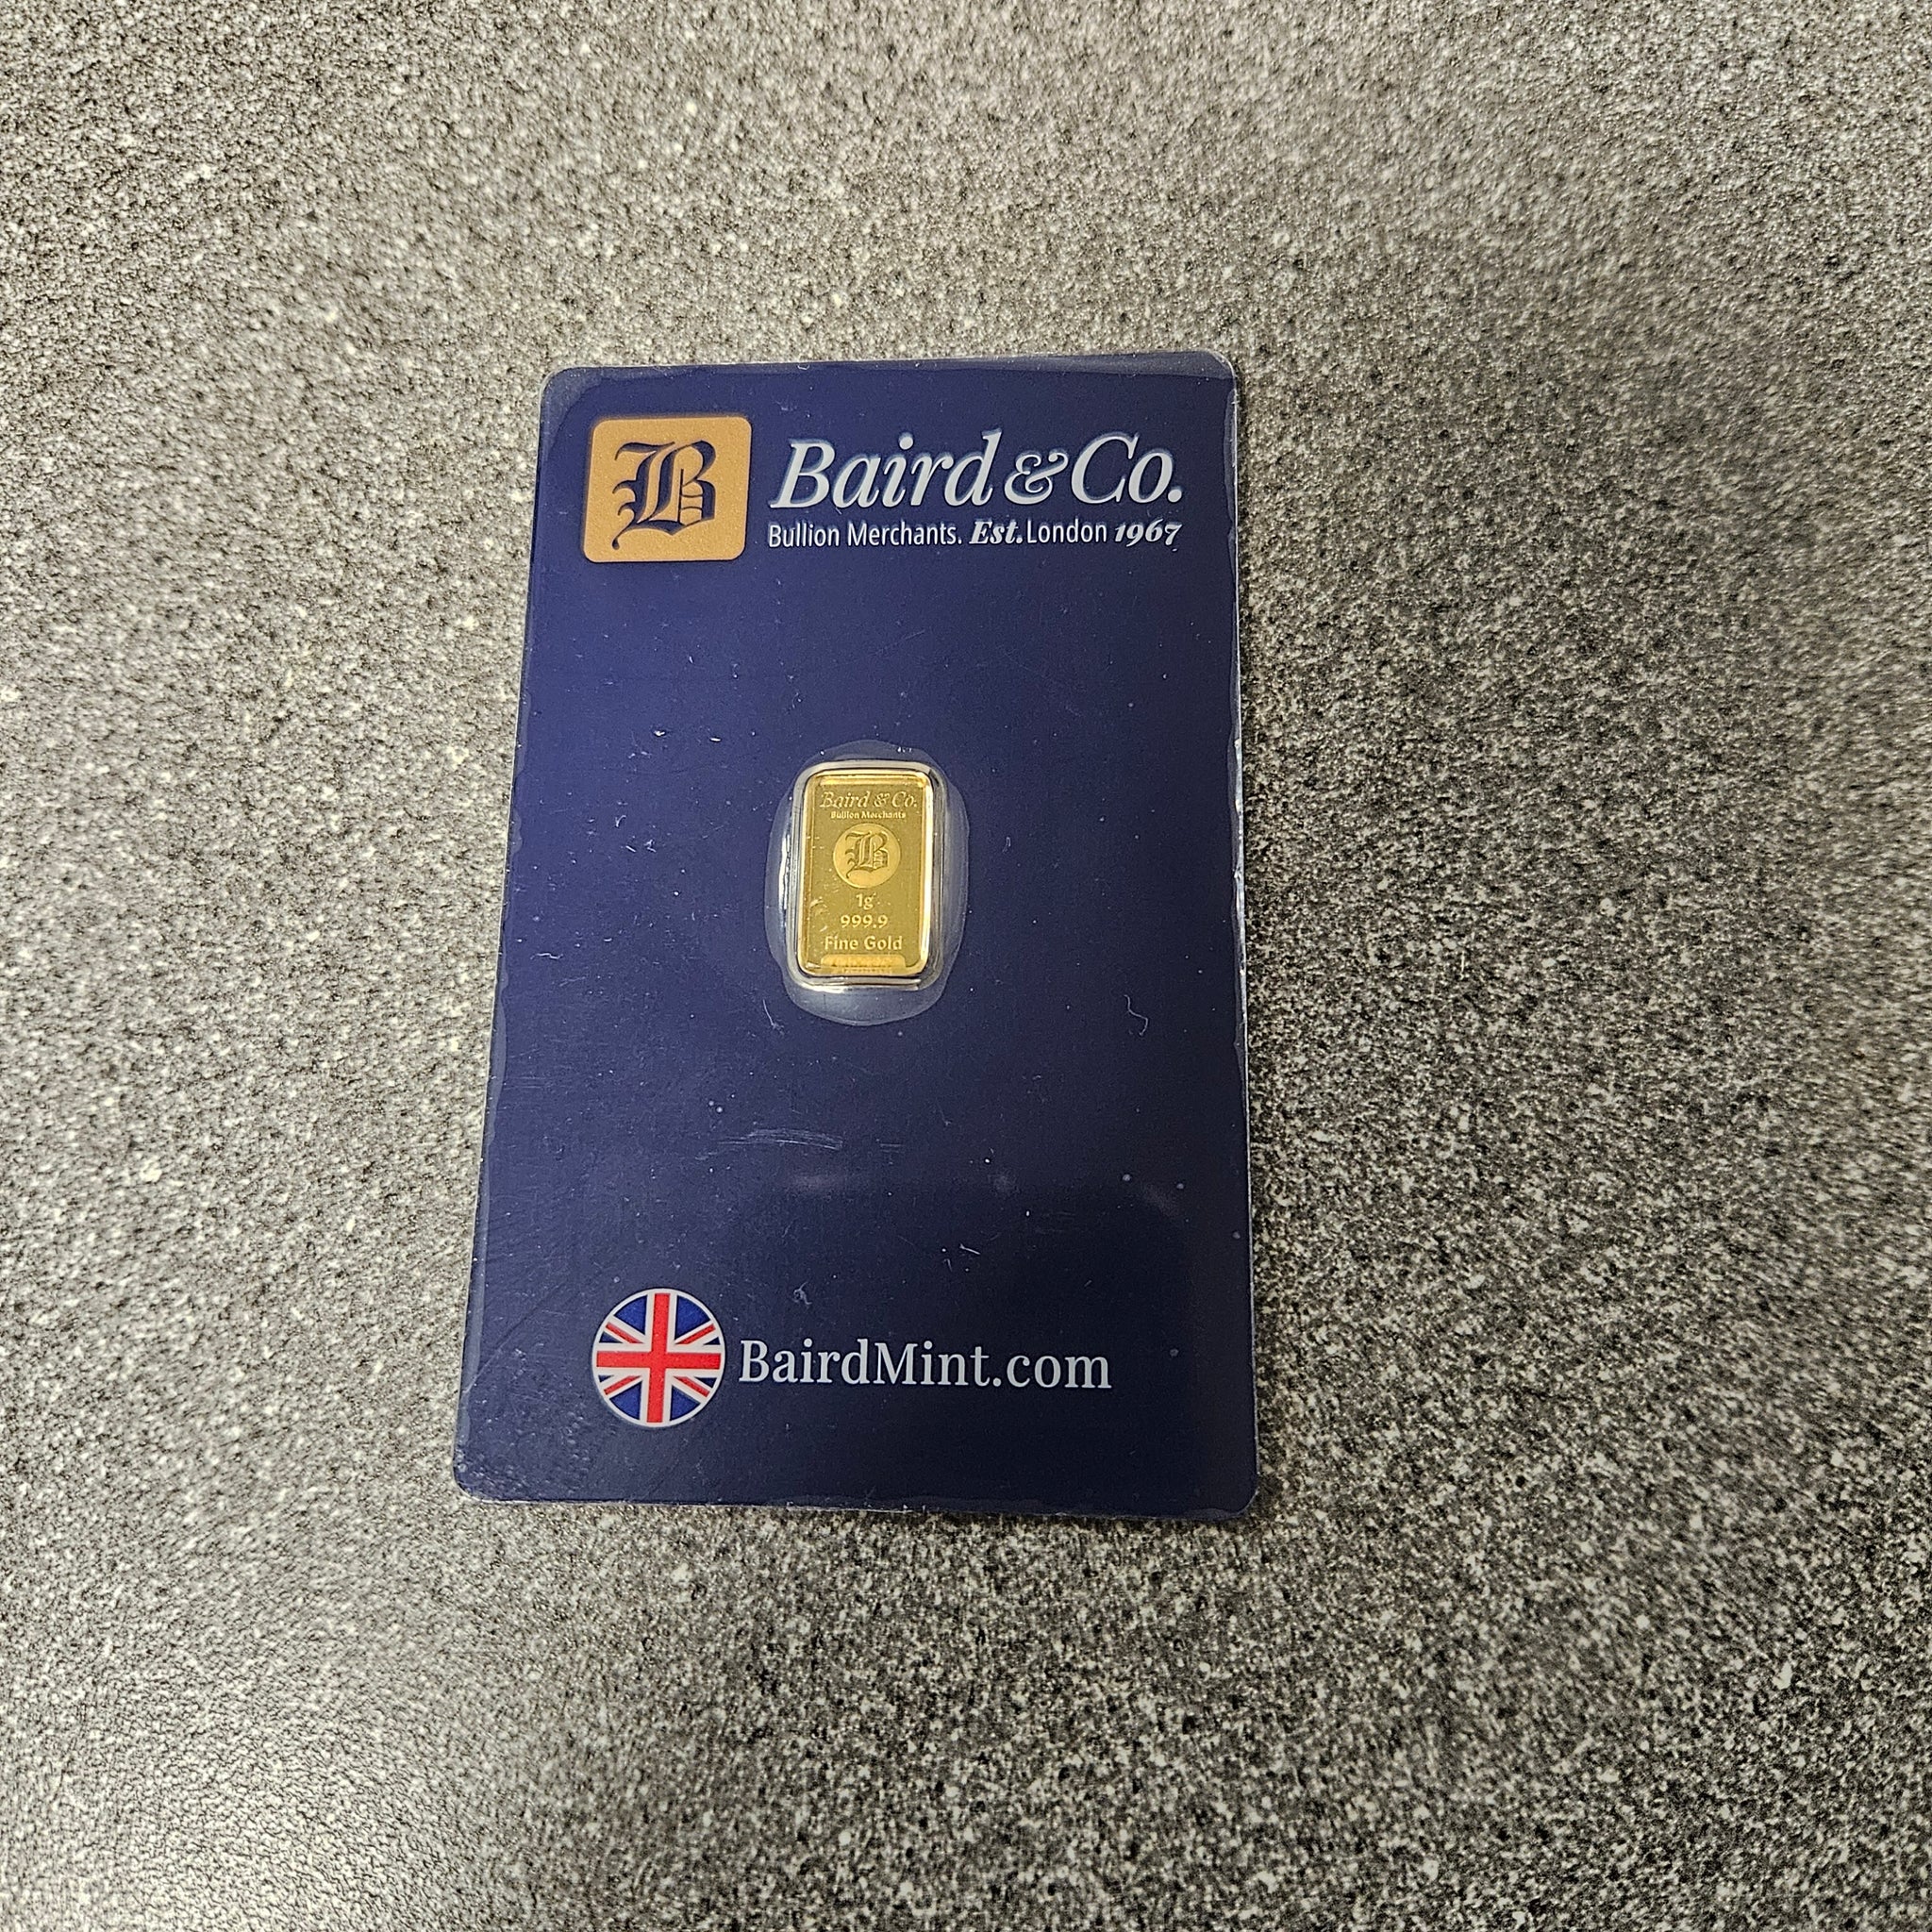 B
Baird & Co.
Bullion Merchants. Est. London 1967
Baird & Co.
Bullion Merchants
B
1g
999.9
Fine Gold
BairdMint.com